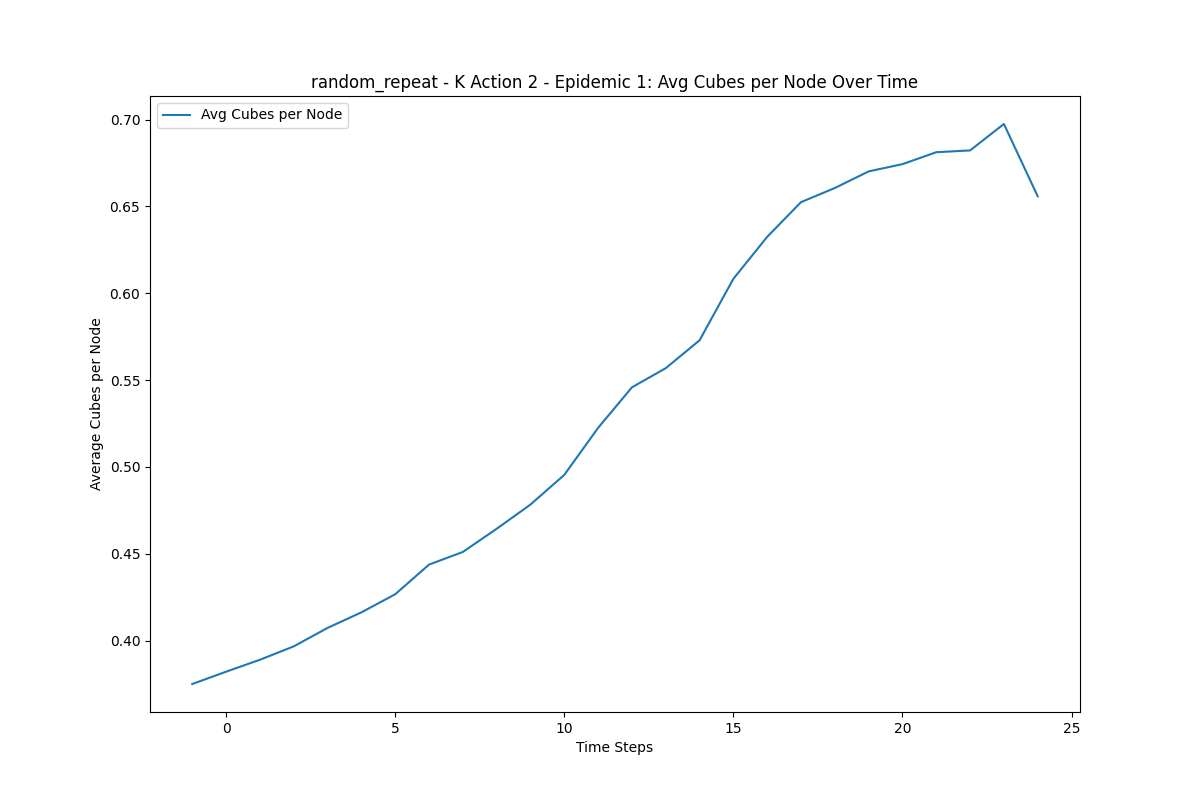 random_repeat - K Action 2 - Epidemic 1: Avg Cubes per Node Over Time
Avg Cubes per Node
Average Cubes per Node
0.70
0.65
0.60
0.55
0.50
0.45
0.40
0 5 10 15 20 25
Time Steps